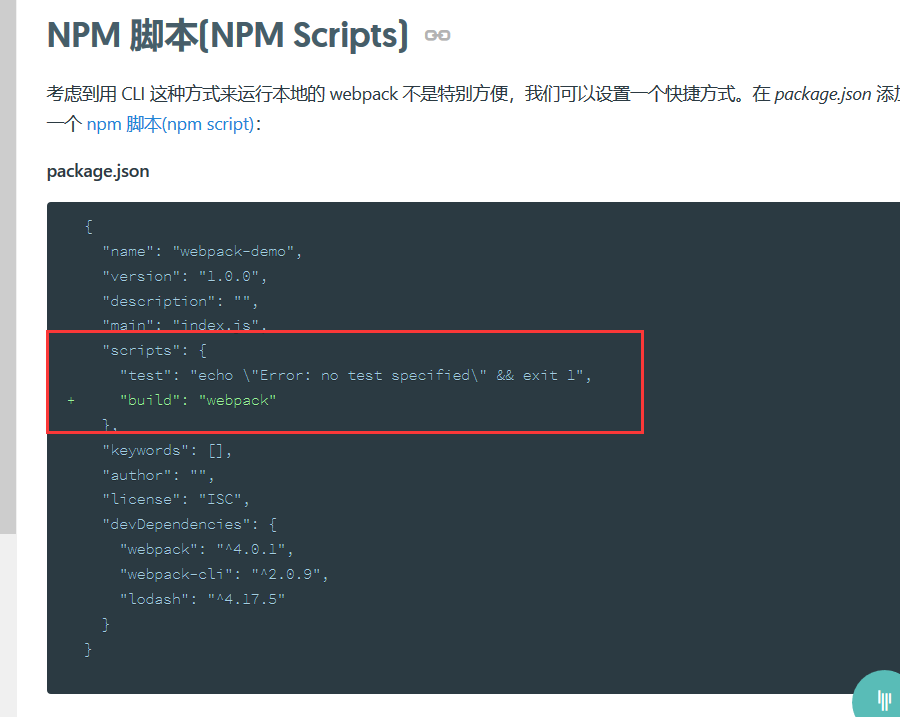 NPM 脚本(NPM Scripts)
考虑到用 CLI 这种方式来运行本地的 webpack 不是特别方便，我们可以设置一个快捷方式。在 package.json 添加
一个 npm 脚本(npm script)：
package.json
{
"name": "webpack-demo",
"version": "1.0.0",
"description": "",
"main": "index.js",
"scripts": {
"test": "echo \"Error: no test specified\" && exit 1",
+ "build": "webpack"
},
"keywords": [],
"author": "",
"license": "ISC",
"devDependencies": {
"webpack": "^4.0.1",
"webpack-cli": "^2.0.9",
"lodash": "^4.17.5"
}
}